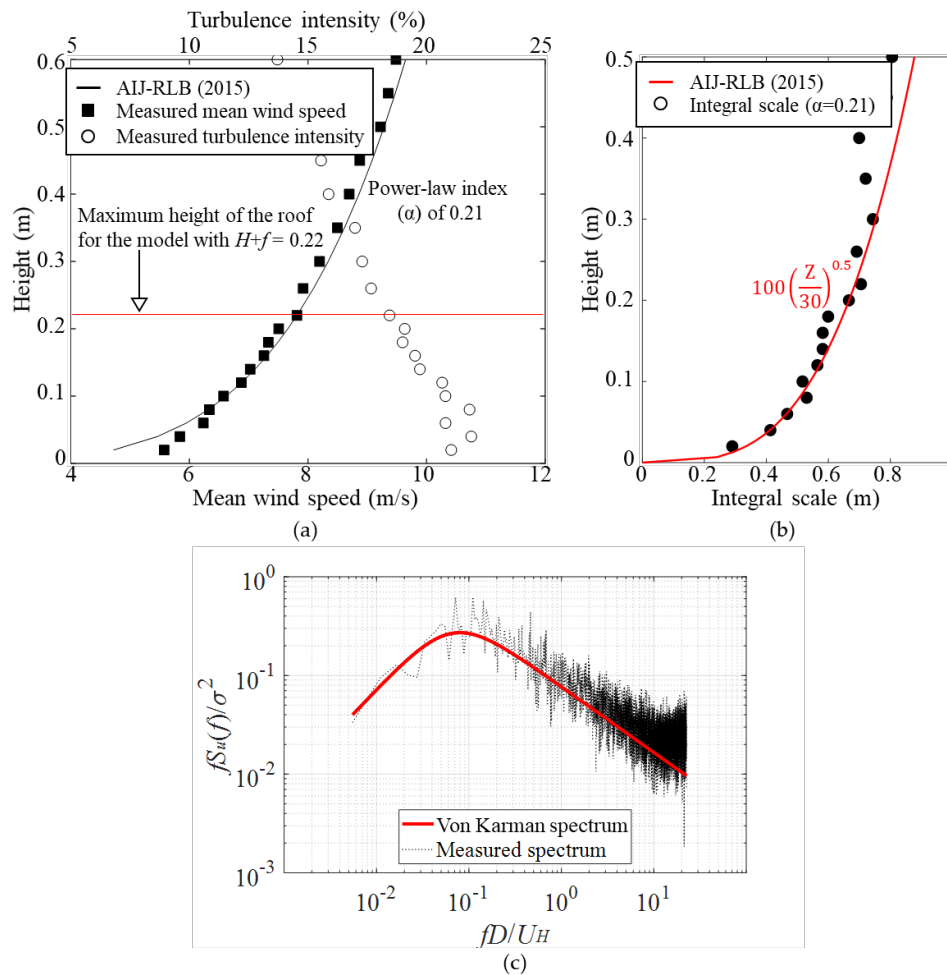 Turbulence intensity (%)
5 10 15 20 25
0.6
0.5
0.4
0.3
0.2
0.1
0
Height (m)
AIJ-RLB (2015)
Measured mean wind speed
Measured turbulence intensity
Power-law index
(α) of 0.21
Maximum height of the roof
for the model with H+f = 0.22
4 6 8 10 12
Mean wind speed (m/s)
(a)
0.5
0.4
0.3
0.2
0.1
0
Height (m)
AIJ-RLB (2015)
Integral scale (α=0.21)
100(Z/30)^0.5
0 0.2 0.4 0.6 0.8
Integral scale (m)
(b)
10^0
10^-1
10^-2
10^-3
fSu(f)/σ^2
Von Karman spectrum
Measured spectrum
10^-2 10^-1 10^0 10^1
fD/UH
(c)